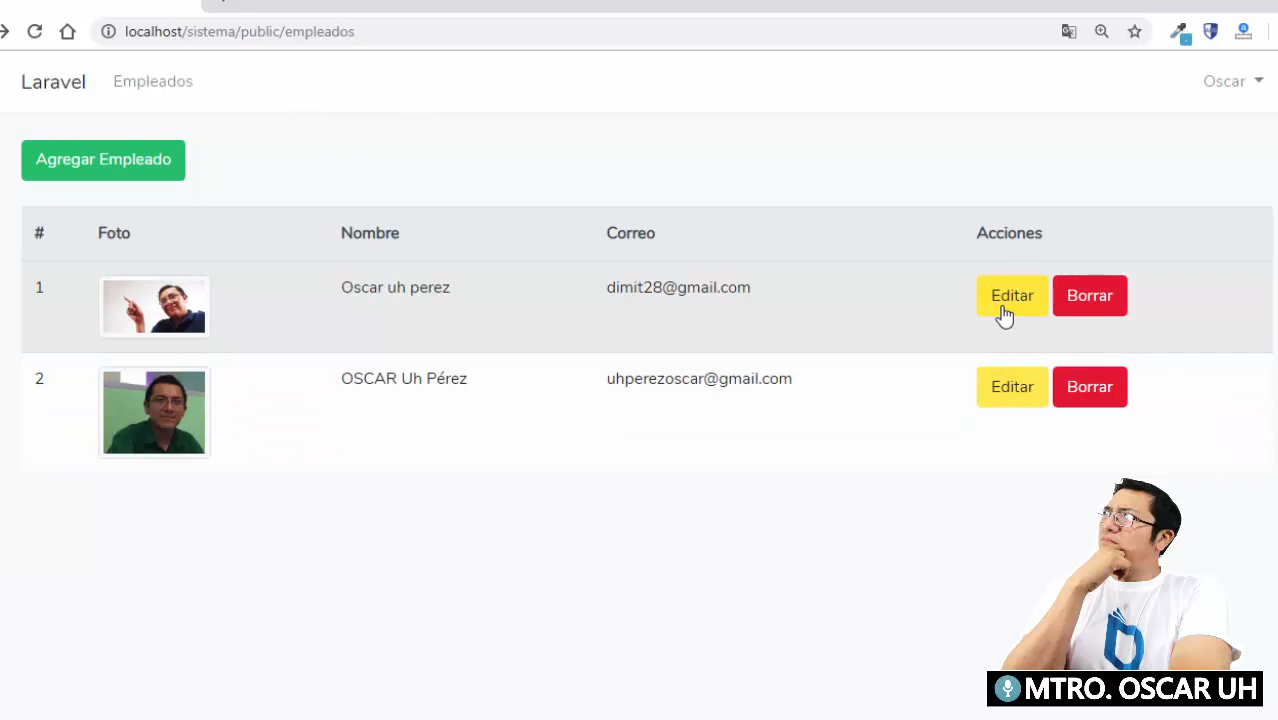 localhost/sistema/public/empleados
Laravel Empleados Oscar
Agregar Empleado
# Foto Nombre Correo Acciones
1 Oscar uh perez dimit28@gmail.com Editar Borrar
2 OSCAR Uh Pérez uhperezoscar@gmail.com Editar Borrar
MTRO. OSCAR UH